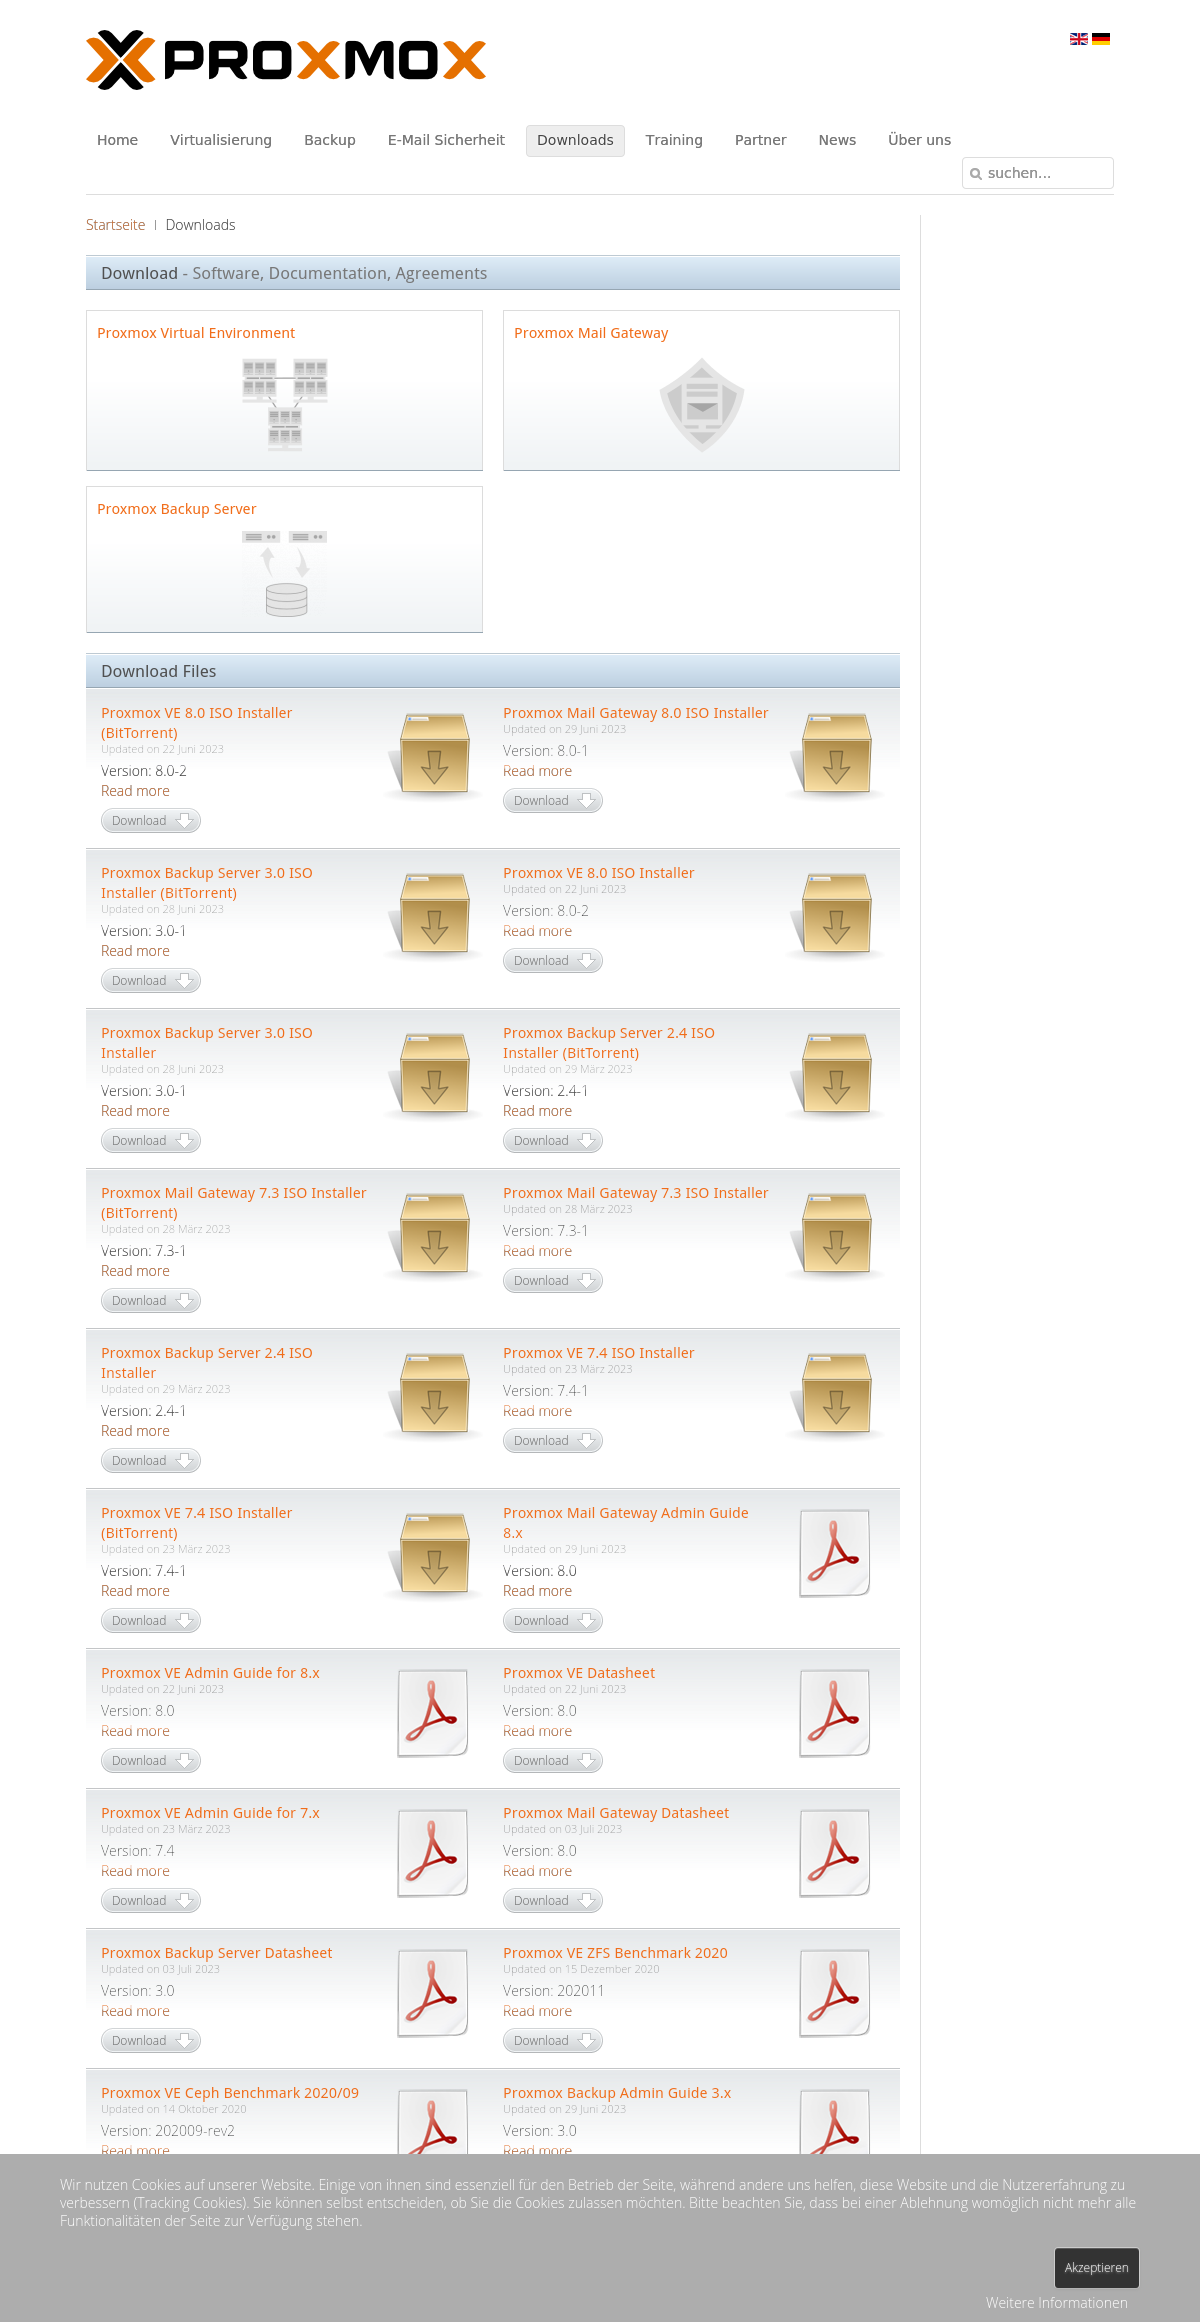 PROXMOX
Home Virtualisierung Backup E-Mail Sicherheit Downloads Training Partner News Über uns
suchen...
Startseite Downloads
Download - Software, Documentation, Agreements
Proxmox Virtual Environment
Proxmox Mail Gateway
Proxmox Backup Server
Download Files
Proxmox VE 8.0 ISO Installer
(BitTorrent)
Updated on 22 Juni 2023
Version: 8.0-2
Read more
Download
Proxmox Mail Gateway 8.0 ISO Installer
Updated on 29 Juni 2023
Version: 8.0-1
Read more
Download
Proxmox Backup Server 3.0 ISO
Installer (BitTorrent)
Updated on 28 Juni 2023
Version: 3.0-1
Read more
Download
Proxmox VE 8.0 ISO Installer
Updated on 22 Juni 2023
Version: 8.0-2
Read more
Download
Proxmox Backup Server 3.0 ISO
Installer
Updated on 28 Juni 2023
Version: 3.0-1
Read more
Download
Proxmox Backup Server 2.4 ISO
Installer (BitTorrent)
Updated on 29 März 2023
Version: 2.4-1
Read more
Download
Proxmox Mail Gateway 7.3 ISO Installer
(BitTorrent)
Updated on 28 März 2023
Version: 7.3-1
Read more
Download
Proxmox Mail Gateway 7.3 ISO Installer
Updated on 28 März 2023
Version: 7.3-1
Read more
Download
Proxmox Backup Server 2.4 ISO
Installer
Updated on 29 März 2023
Version: 2.4-1
Read more
Download
Proxmox VE 7.4 ISO Installer
Updated on 23 März 2023
Version: 7.4-1
Read more
Download
Proxmox VE 7.4 ISO Installer
(BitTorrent)
Updated on 23 März 2023
Version: 7.4-1
Read more
Download
Proxmox Mail Gateway Admin Guide
8.x
Updated on 29 Juni 2023
Version: 8.0
Read more
Download
Proxmox VE Admin Guide for 8.x
Updated on 22 Juni 2023
Version: 8.0
Read more
Download
Proxmox VE Datasheet
Updated on 22 Juni 2023
Version: 8.0
Read more
Download
Proxmox VE Admin Guide for 7.x
Updated on 23 März 2023
Version: 7.4
Read more
Download
Proxmox Mail Gateway Datasheet
Updated on 03 Juli 2023
Version: 8.0
Read more
Download
Proxmox Backup Server Datasheet
Updated on 03 Juli 2023
Version: 3.0
Read more
Download
Proxmox VE ZFS Benchmark 2020
Updated on 15 Dezember 2020
Version: 202011
Read more
Download
Proxmox VE Ceph Benchmark 2020/09
Updated on 14 Oktober 2020
Version: 202009-rev2
Read more
Proxmox Backup Admin Guide 3.x
Updated on 29 Juni 2023
Version: 3.0
Read more
Wir nutzen Cookies auf unserer Website. Einige von ihnen sind essenziell für den Betrieb der Seite, während andere uns helfen, diese Website und die Nutzererfahrung zu
verbessern (Tracking Cookies). Sie können selbst entscheiden, ob Sie die Cookies zulassen möchten. Bitte beachten Sie, dass bei einer Ablehnung womöglich nicht mehr alle
Funktionalitäten der Seite zur Verfügung stehen.
Akzeptieren
Weitere Informationen